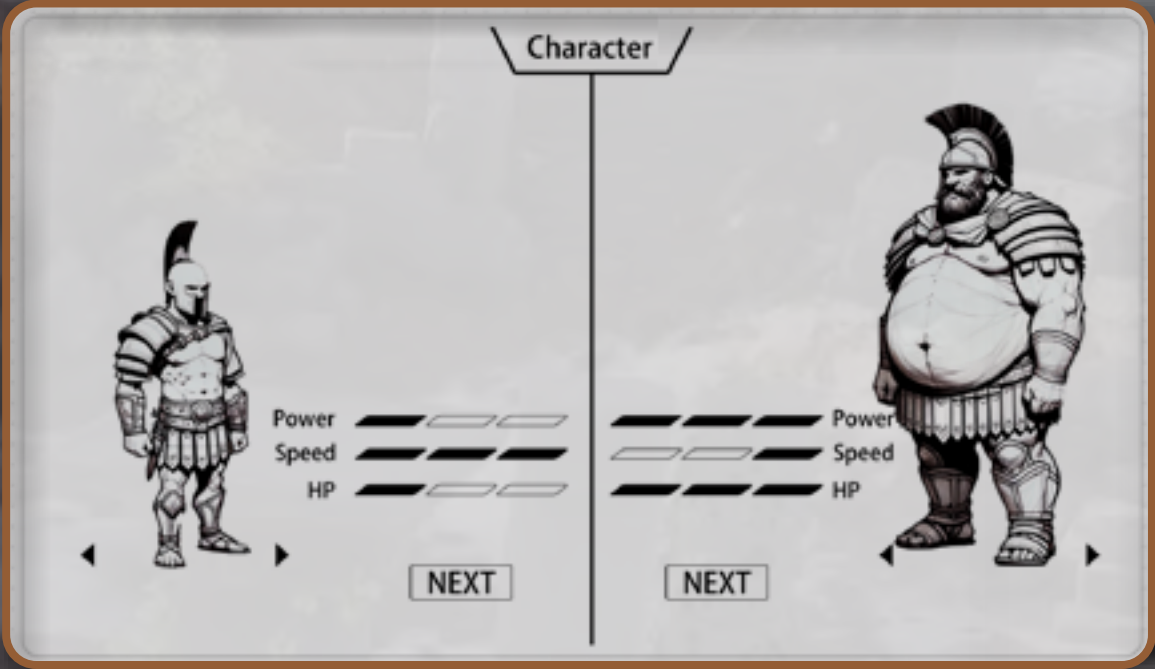 Character
Power
Speed
HP
NEXT
Power
Speed
HP
NEXT